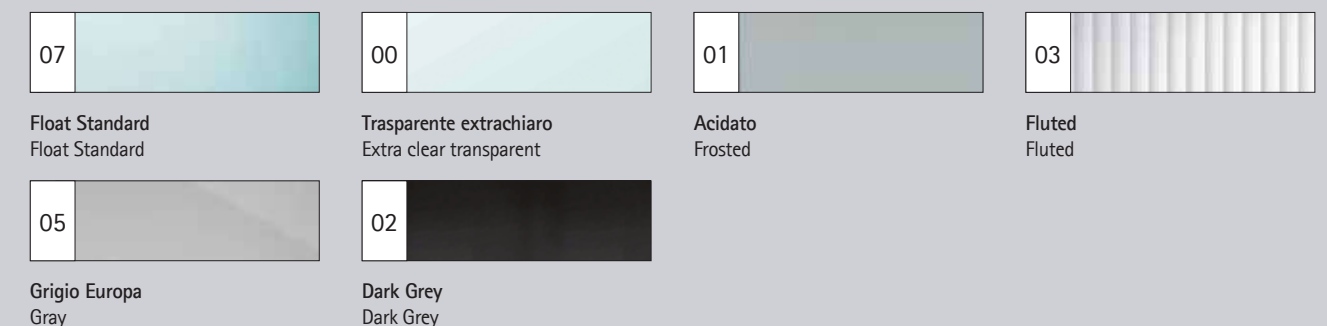 07
Float Standard
Float Standard
00
Trasparente extrachiaro
Extra clear transparent
01
Acidato
Frosted
03
Fluted
Fluted
05
Grigio Europa
Gray
02
Dark Grey
Dark Grey